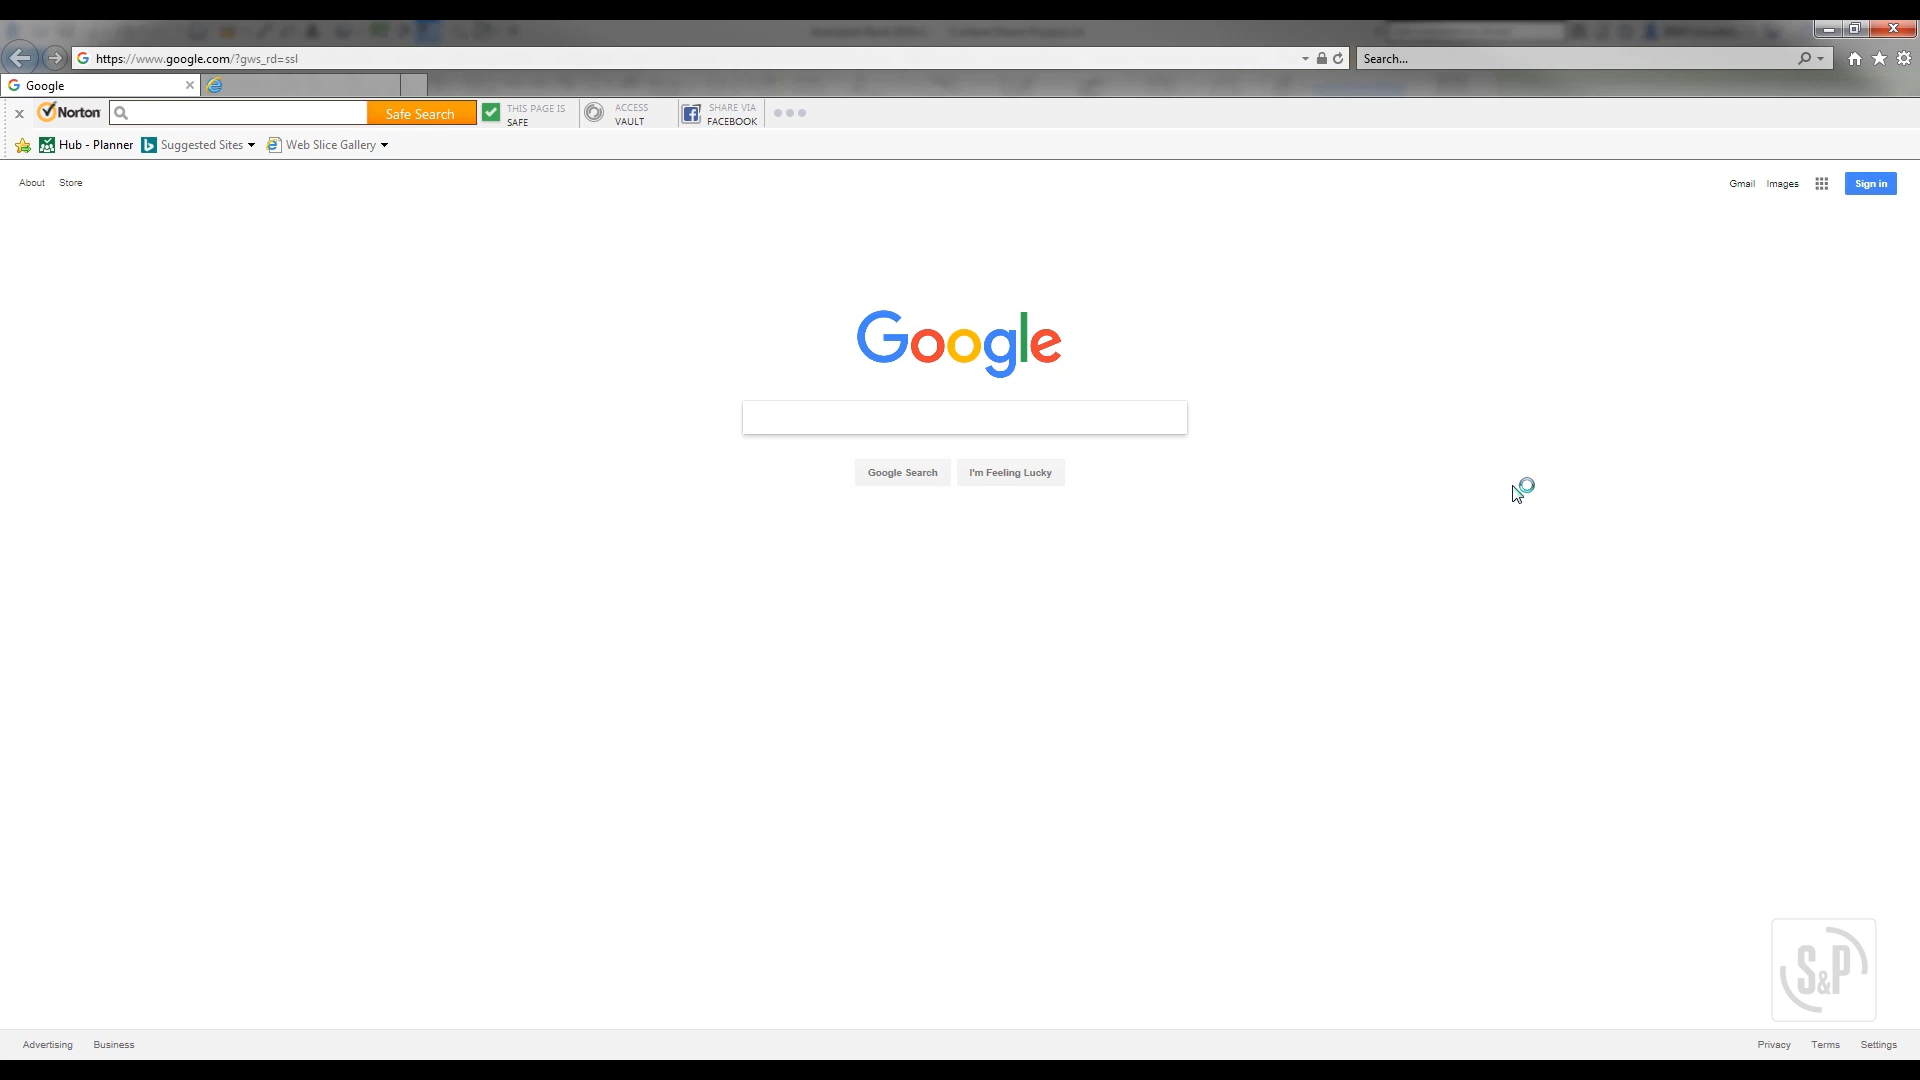 https://www.google.com/?gws_rd=ssl
Search...
Google
Norton
Safe Search
THIS PAGE IS
SAFE
ACCESS
VAULT
SHARE VIA
FACEBOOK
Hub - Planner
Suggested Sites
Web Slice Gallery
About
Store
Gmail
Images
Sign in
Google
Google Search
I'm Feeling Lucky
S&P
Advertising
Business
Privacy
Terms
Settings